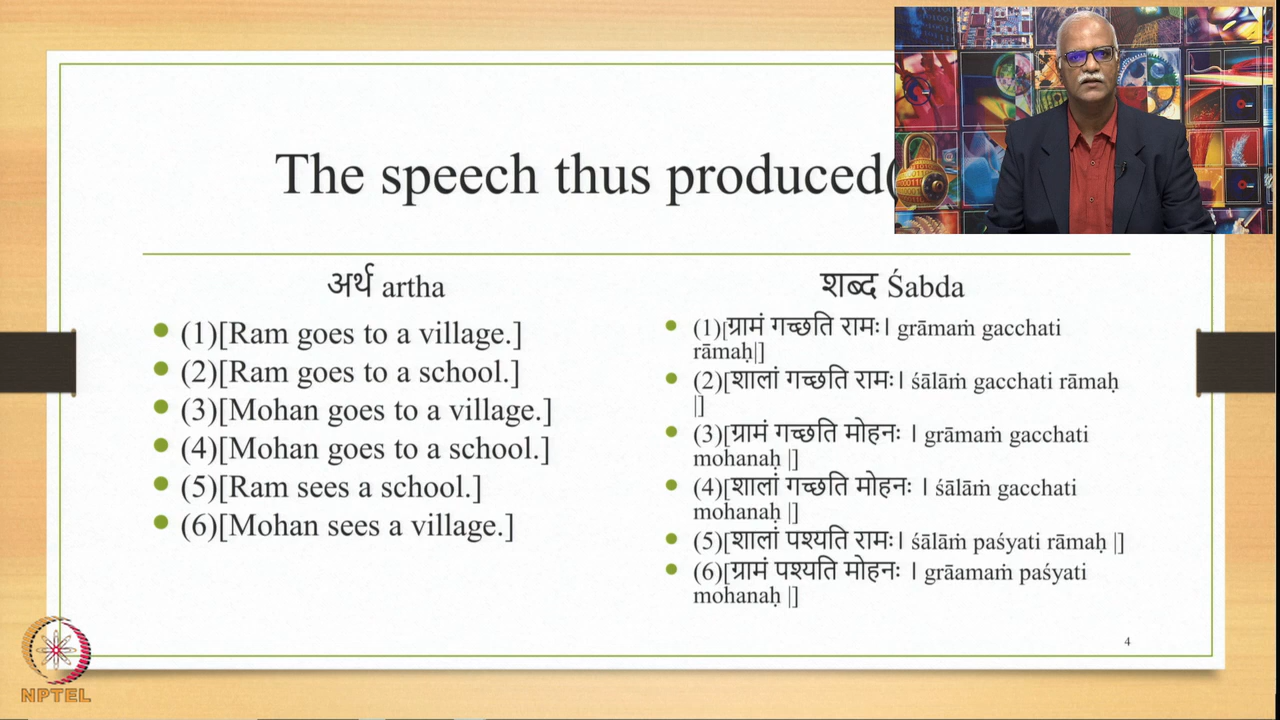 The speech thus produced(
अर्थ artha
(1)[Ram goes to a village.]
(2)[Ram goes to a school.]
(3)[Mohan goes to a village.]
(4)[Mohan goes to a school.]
(5)[Ram sees a school.]
(6)[Mohan sees a village.]
शब्द Śabda
(1)[ग्रामं गच्छति रामः। grāmaṁ gacchati
rāmaḥ|]
(2)[शालां गच्छति रामः। śālāṁ gacchati rāmaḥ
|]
(3)[ग्रामं गच्छति मोहनः । grāmaṁ gacchati
mohanaḥ |]
(4)[शालां गच्छति मोहनः । śālāṁ gacchati
mohanaḥ |]
(5)[शालां पश्यति रामः। śālāṁ paśyati rāmaḥ |]
(6)[ग्रामं पश्यति मोहनः । grāamaṁ paśyati
mohanaḥ |]
4
NPTEL